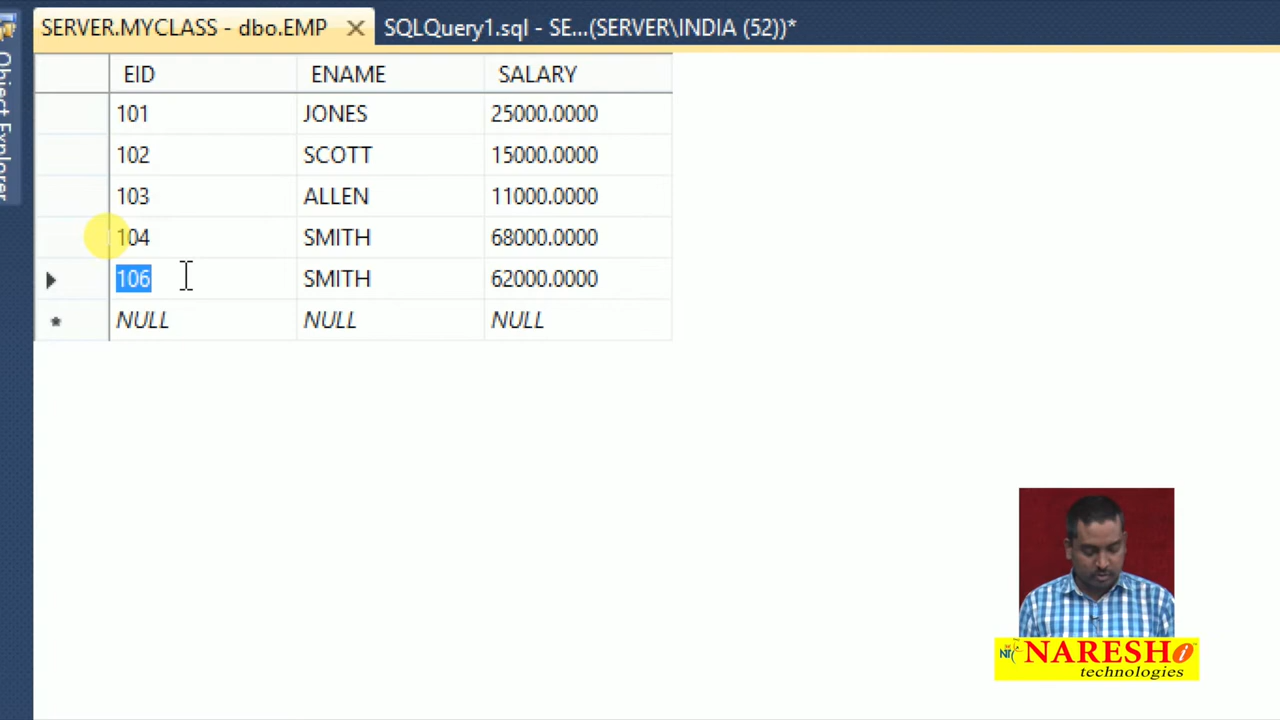 SERVER.MYCLASS - dbo.EMP SQLQuery1.sql - SE...(SERVER\INDIA (52))*
Object Explorer
EID ENAME SALARY
101 JONES 25000.0000
102 SCOTT 15000.0000
103 ALLEN 11000.0000
104 SMITH 68000.0000
106 SMITH 62000.0000
NULL NULL NULL
NARESH i
technologies